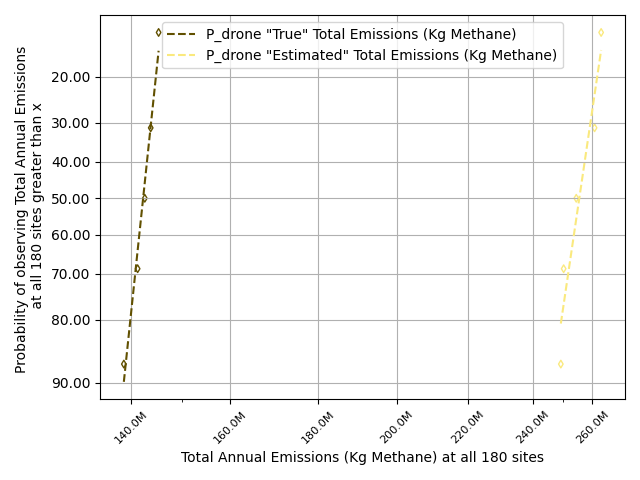 P_drone "True" Total Emissions (Kg Methane)
P_drone "Estimated" Total Emissions (Kg Methane)
Probability of observing Total Annual Emissions
at all 180 sites greater than x
20.00
30.00
40.00
50.00
60.00
70.00
80.00
90.00
140.0M
160.0M
180.0M
200.0M
220.0M
240.0M
260.0M
Total Annual Emissions (Kg Methane) at all 180 sites